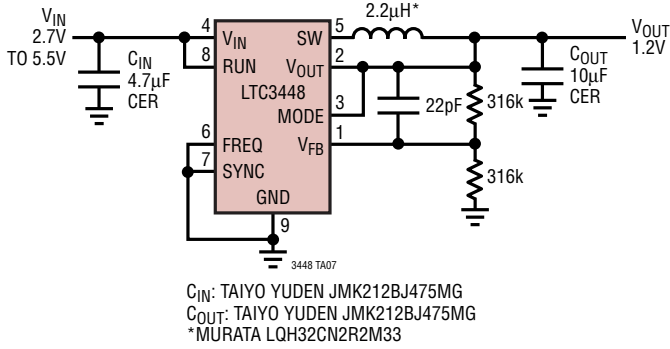 VIN
2.7V
TO 5.5V
CIN
4.7µF
CER
4
VIN
8
RUN
LTC3448
6
FREQ
7
SYNC
GND
9
SW
5
VOUT
2
MODE
3
VFB
1
2.2µH*
22pF
316k
316k
COUT
10µF
CER
VOUT
1.2V
3448 TA07
CIN: TAIYO YUDEN JMK212BJ475MG
COUT: TAIYO YUDEN JMK212BJ475MG
*MURATA LQH32CN2R2M33